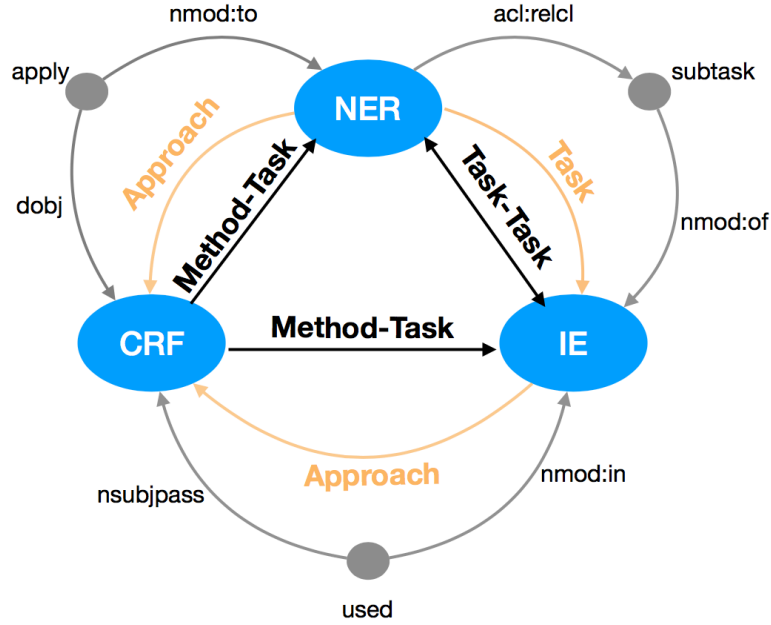 nmod:to
acl:relcl
apply
subtask
NER
Approach
Task
Method-Task
Task-Task
dobj
nmod:of
CRF
Method-Task
IE
Approach
nsubjpass
nmod:in
used